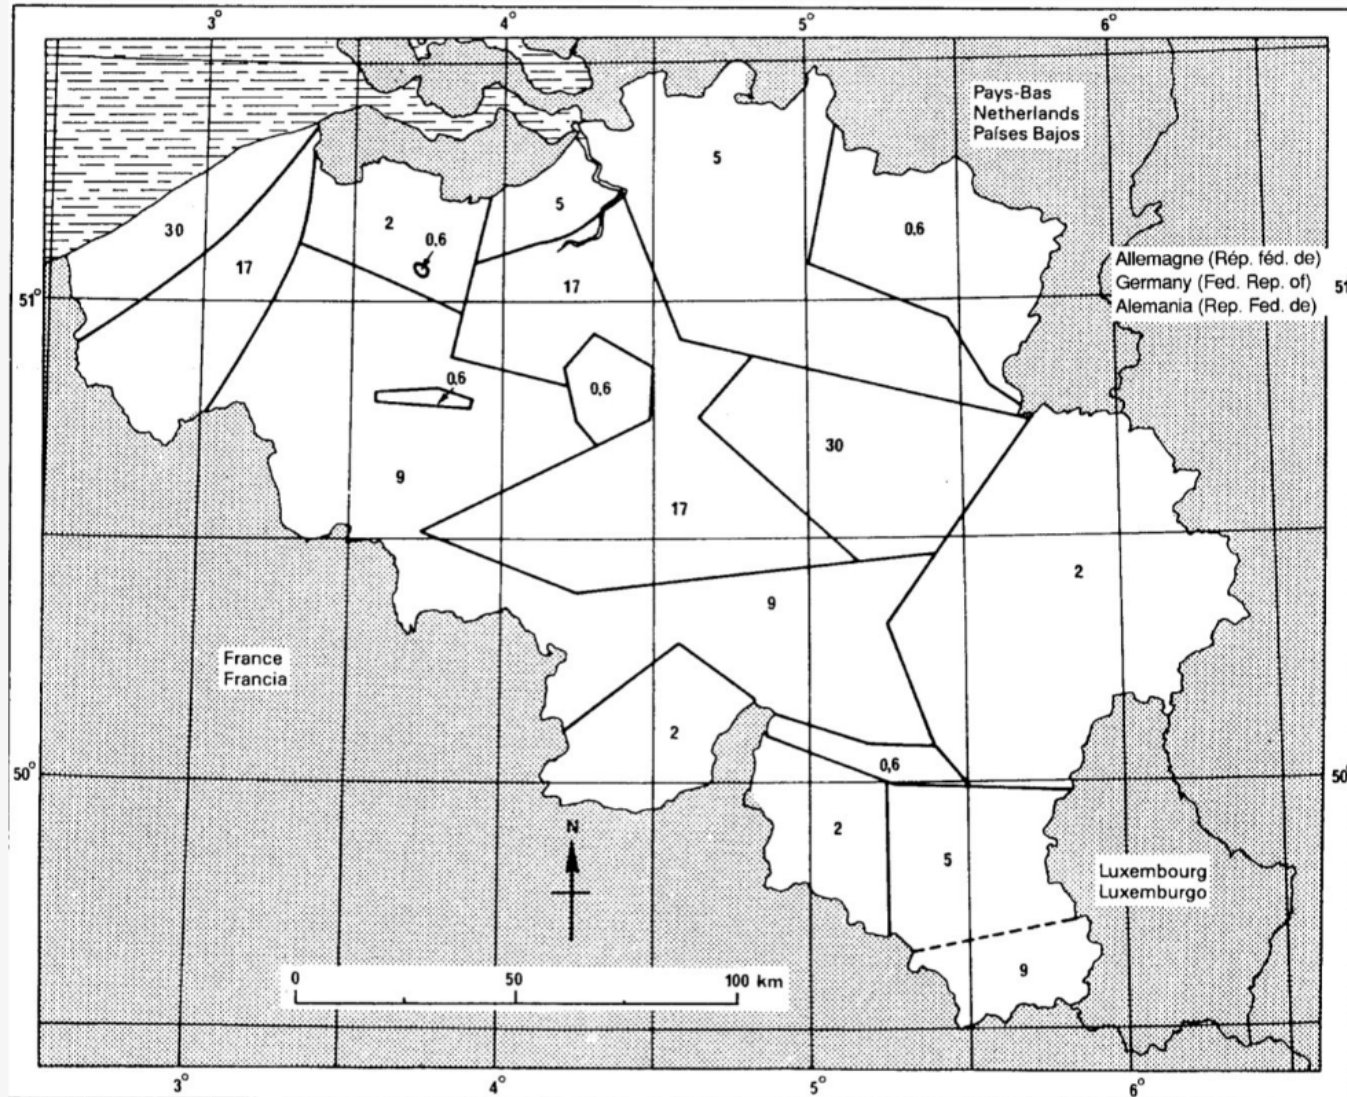 3°
4°
5°
6°
Pays-Bas
Netherlands
Países Bajos
5
5
2
0,6
0,6
30
17
Allemagne (Rép. féd. de)
Germany (Fed. Rep. of)
Alemania (Rep. Fed. de)
51°
17
51
0,6
0,6
30
9
17
2
9
France
Francia
2
0,6
50°
50
N
2
5
Luxembourg
Luxemburgo
9
0
50
100 km
3°
4°
5°
6°